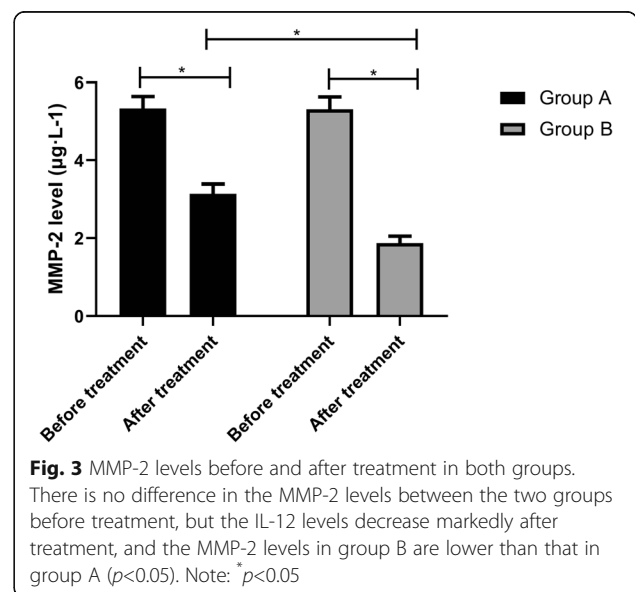 *
*
*
6
4
2
0
MMP-2 level (μg·L-1)
Group A
Group B
Before treatment
After treatment
Before treatment
After treatment
Fig. 3 MMP-2 levels before and after treatment in both groups.
There is no difference in the MMP-2 levels between the two groups
before treatment, but the IL-12 levels decrease markedly after
treatment, and the MMP-2 levels in group B are lower than that in
group A (p<0.05). Note: *p<0.05